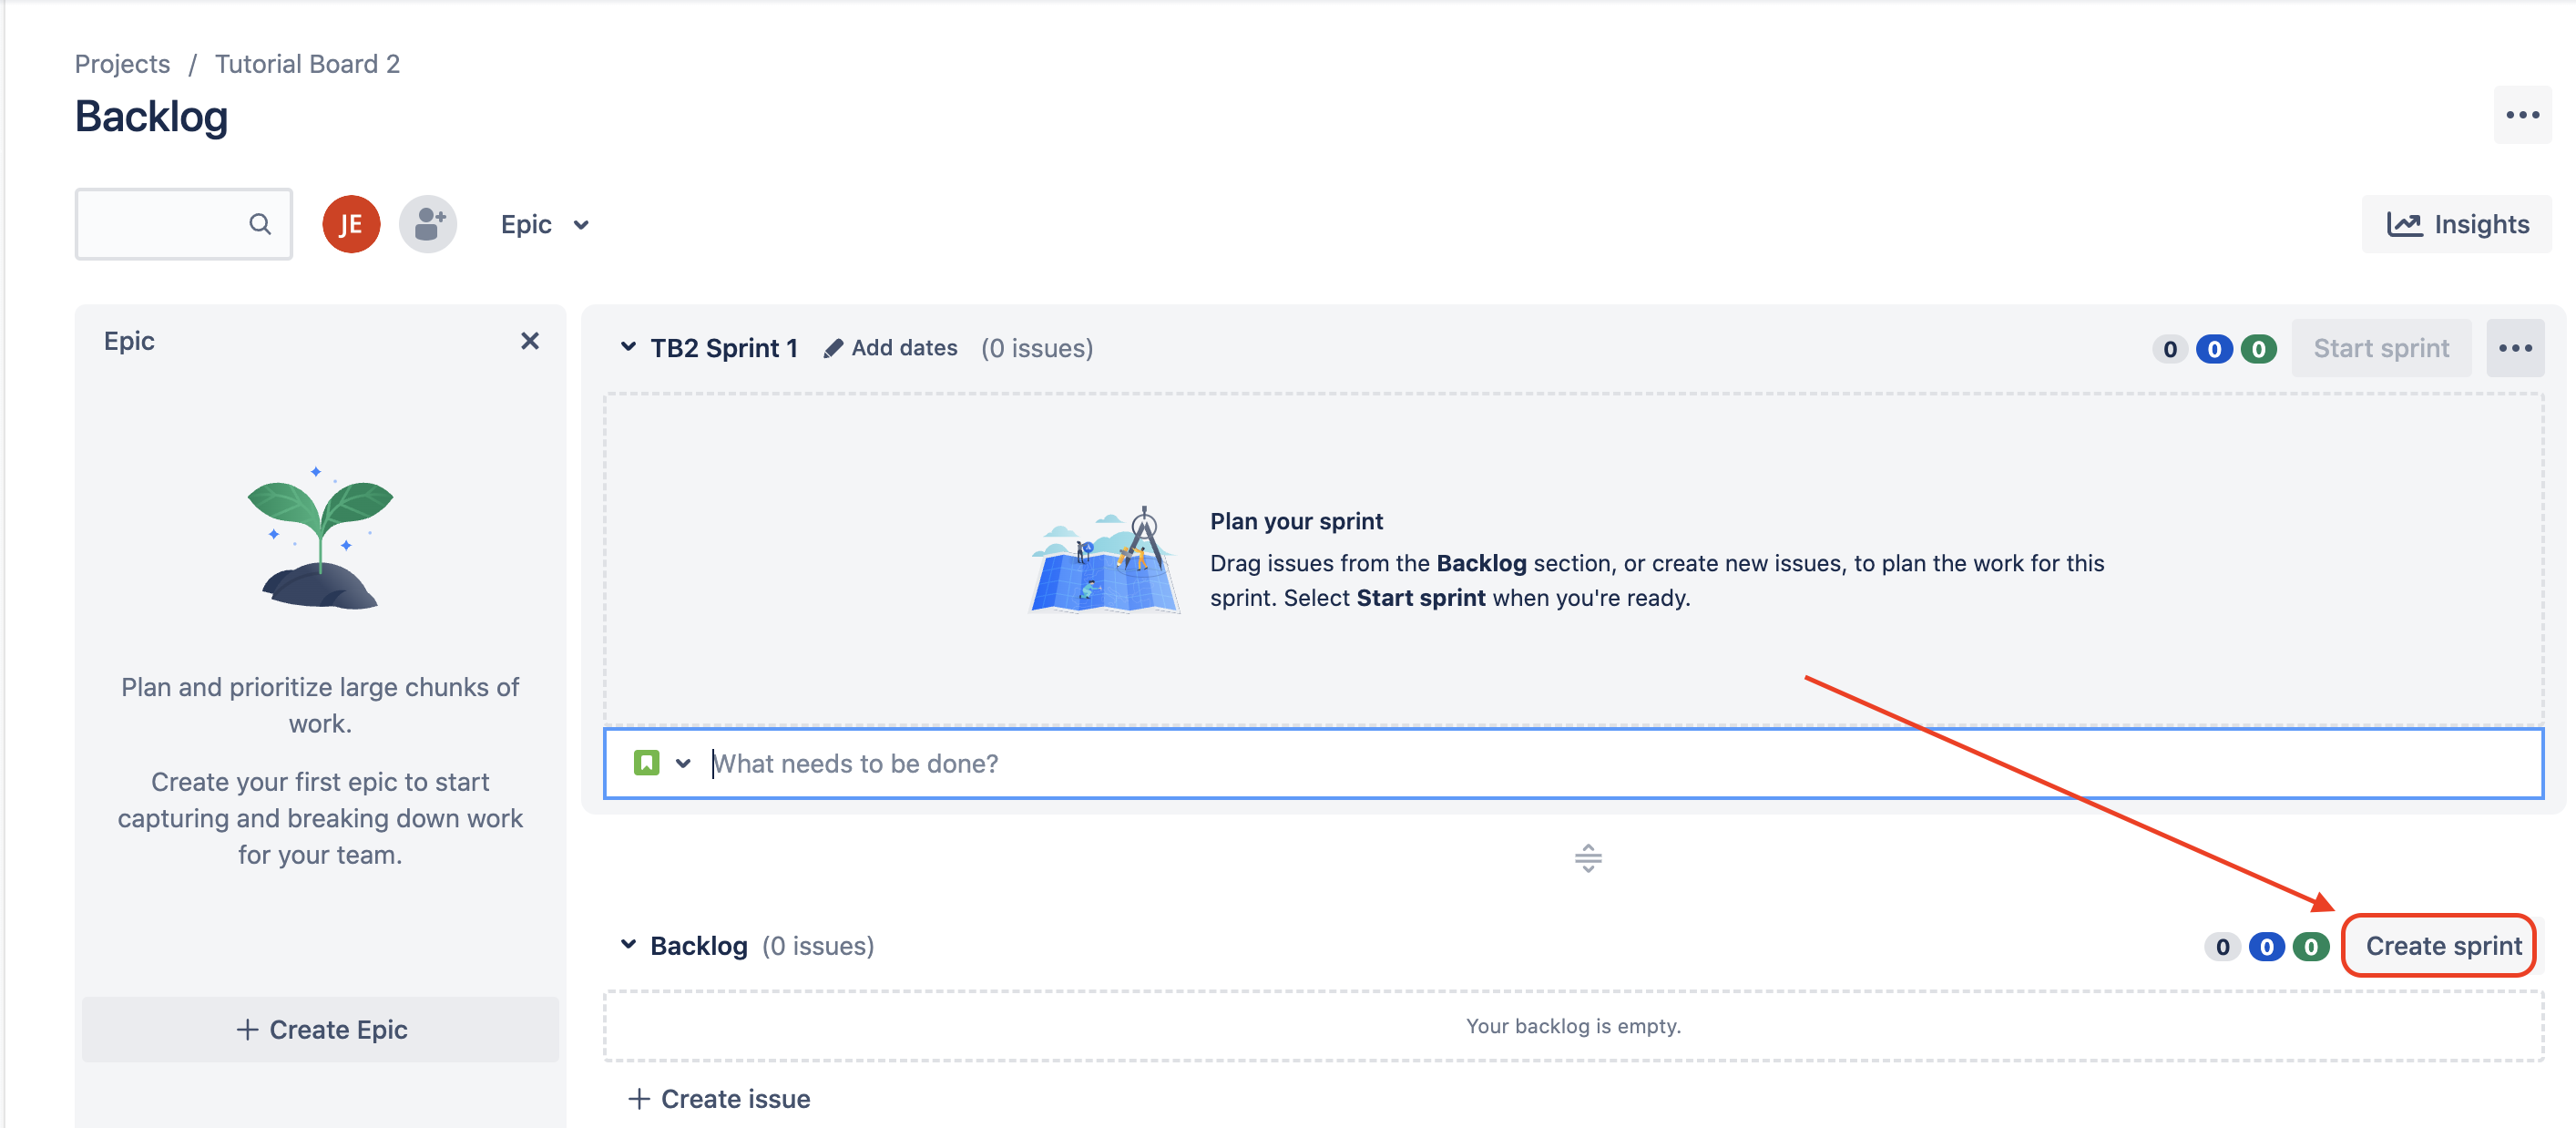 Projects / Tutorial Board 2
Backlog
JE
Epic
Insights
Epic
TB2 Sprint 1 Add dates (0 issues) 0 0 0 Start sprint
Plan your sprint
Drag issues from the Backlog section, or create new issues, to plan the work for this
sprint. Select Start sprint when you're ready.
Plan and prioritize large chunks of
work.
Create your first epic to start
capturing and breaking down work
for your team.
+ Create Epic
What needs to be done?
Backlog (0 issues) 0 0 0 Create sprint
Your backlog is empty.
+ Create issue